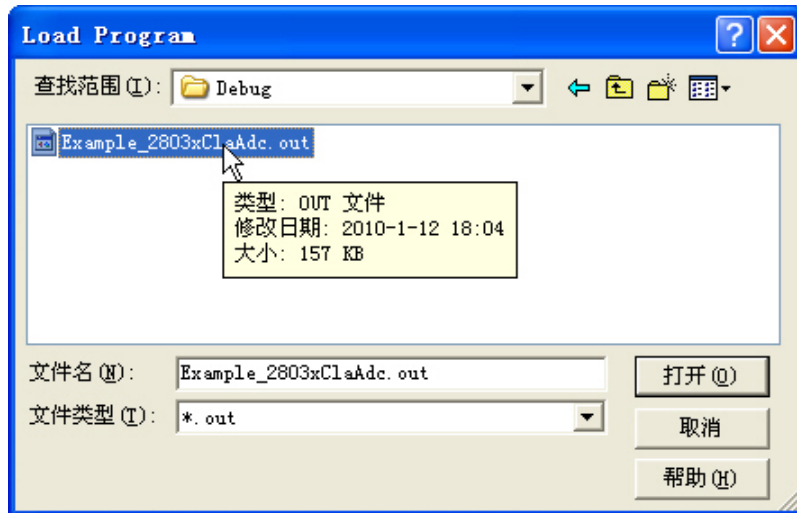 Load Program
查找范围(I): Debug
Example_2803xClaAdc.out
类型: OUT 文件
修改日期: 2010-1-12 18:04
大小: 157 KB
文件名(N): Example_2803xClaAdc.out
打开(O)
文件类型(T): *.out
取消
帮助(H)